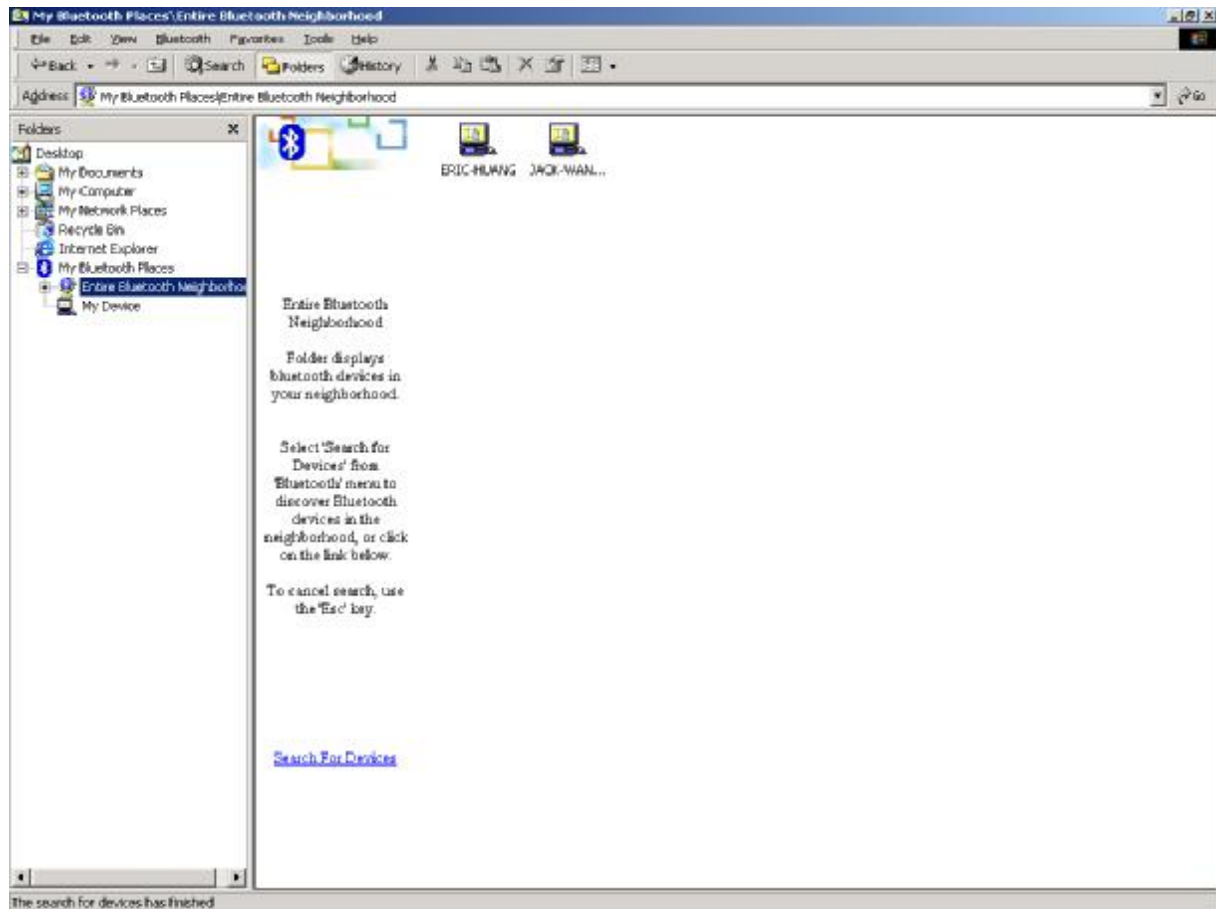 My Bluetooth Places\Entire Bluetooth Neighborhood
File Edit View Bluetooth Favorites Tools Help
Back Search Folders History
Address My Bluetooth Places\Entire Bluetooth Neighborhood Go
Folders
Desktop
My Documents
My Computer
My Network Places
Recycle Bin
Internet Explorer
My Bluetooth Places
Entire Bluetooth Neighborhoo
My Device
ERIC-HUANG JACK-WAN...
Entire Bluetooth
Neighborhood
Folder displays
bluetooth devices in
your neighborhood.
Select 'Search for
Devices' from
'Bluetooth' menu to
discover Bluetooth
devices in the
neighborhood, or click
on the link below.
To cancel search, use
the 'Esc' key.
Search For Devices
The search for devices has finished